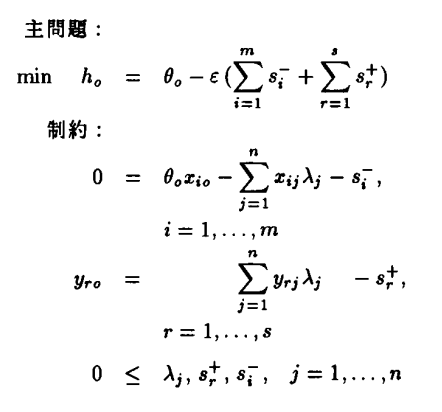 主問題：
min h_o = θ_o − ε (∑_{i=1}^{m} s_i^- + ∑_{r=1}^{s} s_r^+)
制約：
0 = θ_o x_{io} − ∑_{j=1}^{n} x_{ij} λ_j − s_i^-,
i = 1, . . . , m
y_{ro} = ∑_{j=1}^{n} y_{rj} λ_j − s_r^+,
r = 1, . . . , s
0 ≤ λ_j, s_r^+, s_i^-, j = 1, . . . , n